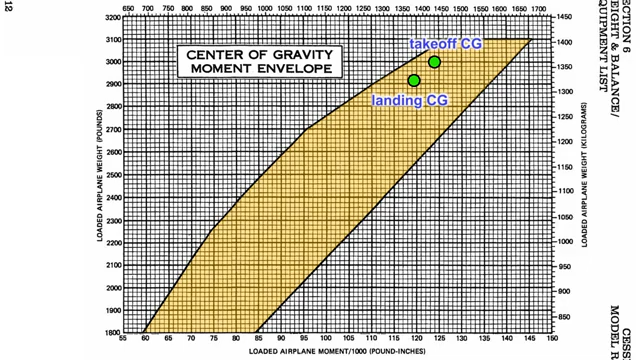 650 700 750 800 850 900 950 1000 1050 1100 1150 1200 1250 1300 1350 1400 1450 1500 1550 1600 1650 1700
CENTER OF GRAVITY
MOMENT ENVELOPE
takeoff CG
landing CG
LOADED AIRPLANE WEIGHT (POUNDS)
3200
3100
3000
2900
2800
2700
2600
2500
2400
2300
2200
2100
2000
1900
1800
1450
1400
1350
1300
1250
1200
1150
1100
1050
1000
950
900
850
LOADED AIRPLANE WEIGHT (KILOGRAMS)
55 60 65 70 75 80 85 90 95 100 105 110 115 120 125 130 135 140 145 150
LOADED AIRPLANE MOMENT/1000 (POUND-INCHES)
12
ECTION 6
EIGHT & BALANCE/
QUIPMENT LIST
CESS
MODEL R